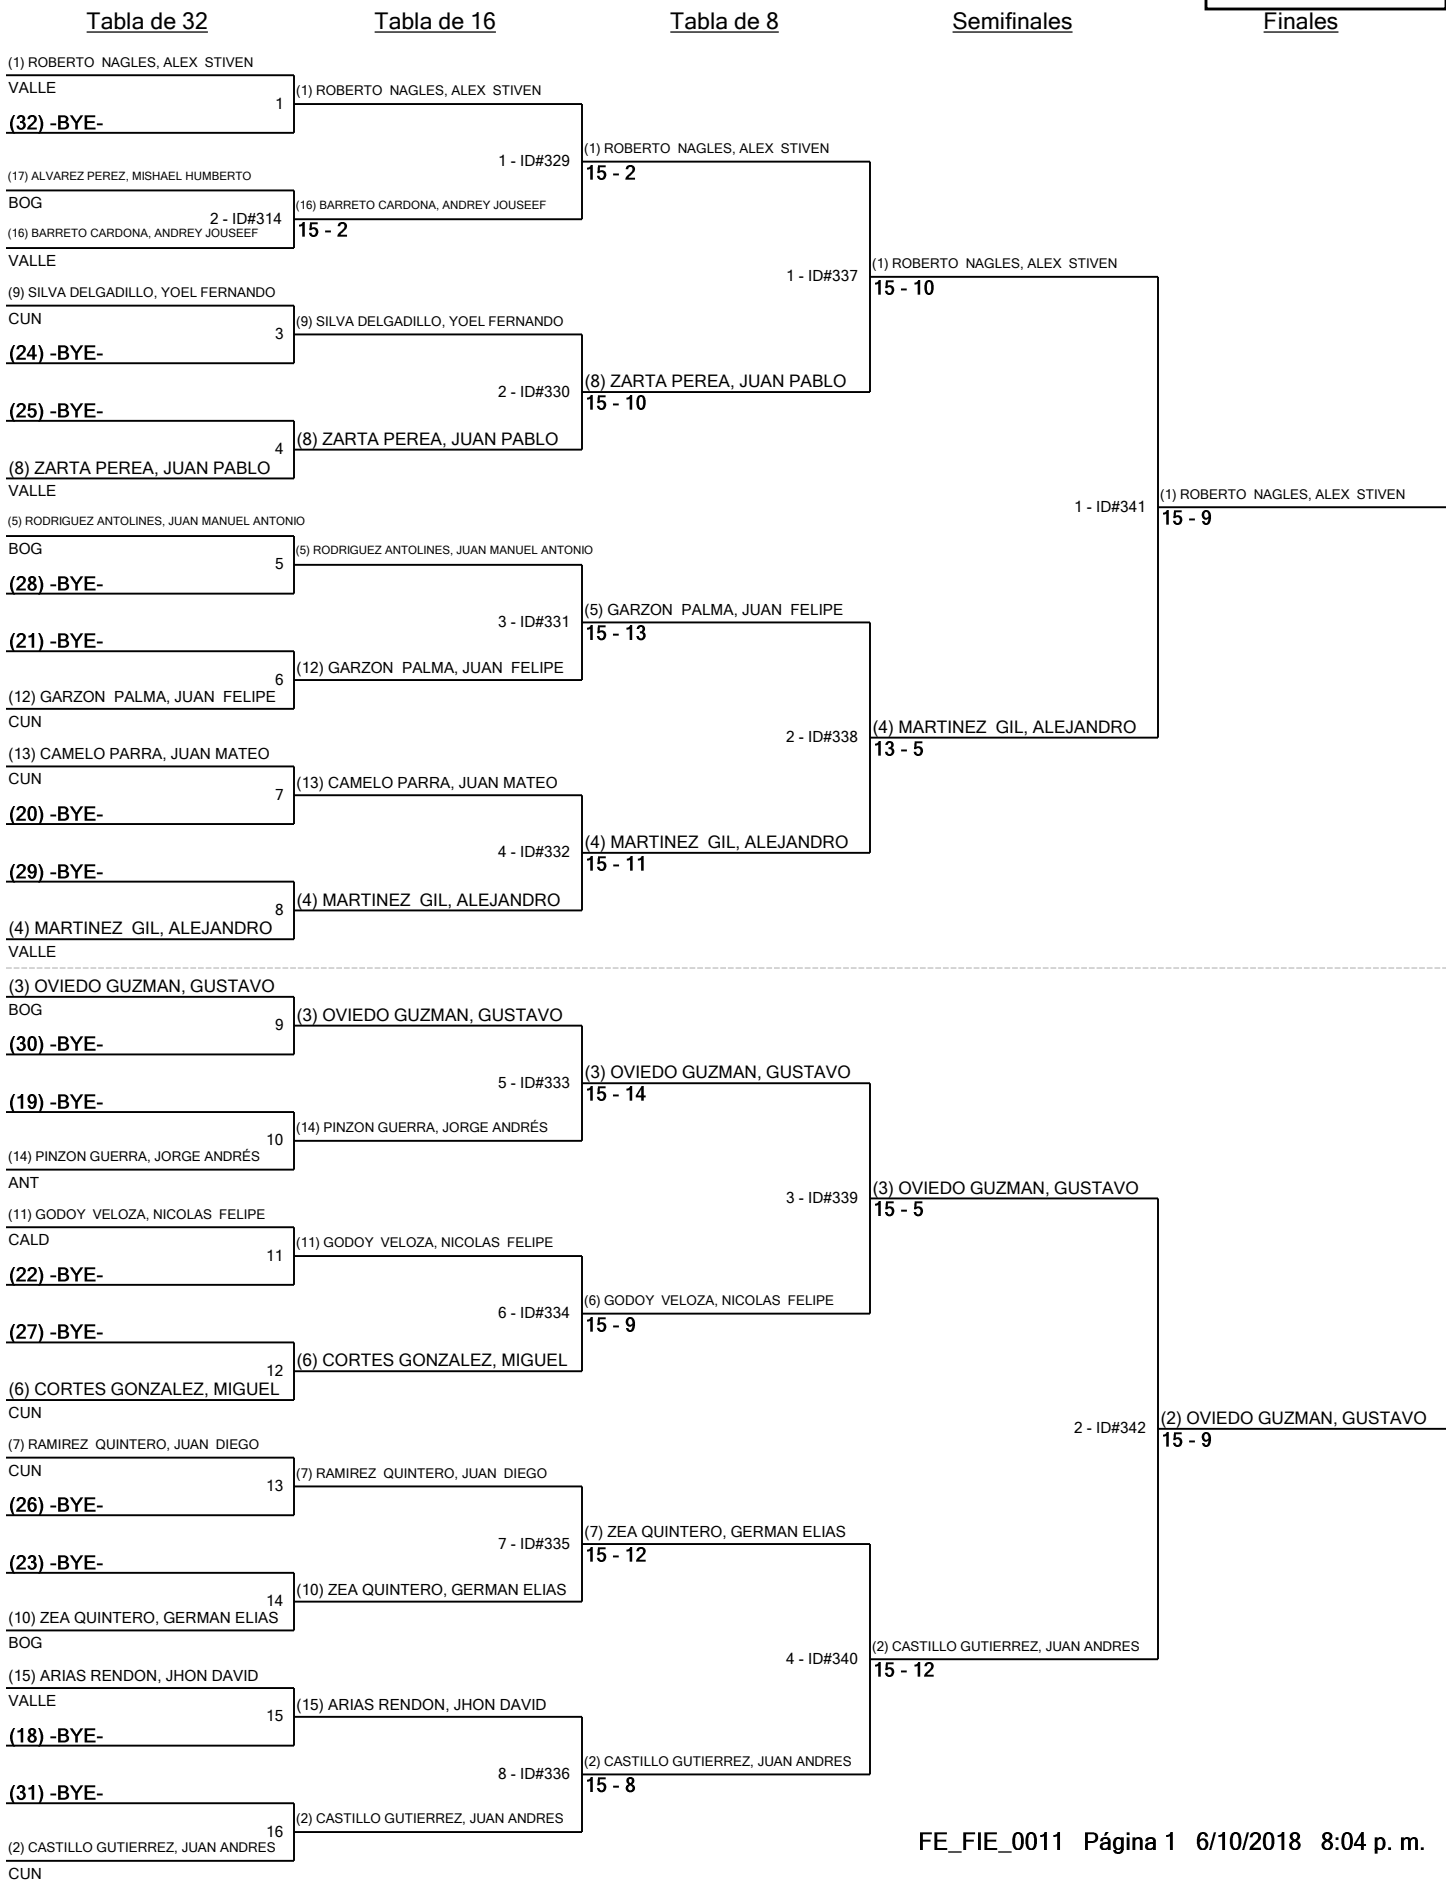 Tabla de 32
Tabla de 16
Tabla de 8
Semifinales
Finales
(1) ROBERTO NAGLES, ALEX STIVEN
VALLE
1
(32) -BYE-
(17) ALVAREZ PEREZ, MISHAEL HUMBERTO
BOG
2 - ID#314
(16) BARRETO CARDONA, ANDREY JOUSEEF
VALLE
(9) SILVA DELGADILLO, YOEL FERNANDO
CUN
3
(24) -BYE-
(25) -BYE-
4
(8) ZARTA PEREA, JUAN PABLO
VALLE
(5) RODRIGUEZ ANTOLINES, JUAN MANUEL ANTONIO
BOG
5
(28) -BYE-
(21) -BYE-
6
(12) GARZON PALMA, JUAN FELIPE
CUN
(13) CAMELO PARRA, JUAN MATEO
CUN
7
(20) -BYE-
(29) -BYE-
8
(4) MARTINEZ GIL, ALEJANDRO
VALLE
(3) OVIEDO GUZMAN, GUSTAVO
BOG
9
(30) -BYE-
(19) -BYE-
10
(14) PINZON GUERRA, JORGE ANDRÉS
ANT
(11) GODOY VELOZA, NICOLAS FELIPE
CALD
11
(22) -BYE-
(27) -BYE-
12
(6) CORTES GONZALEZ, MIGUEL
CUN
(7) RAMIREZ QUINTERO, JUAN DIEGO
CUN
13
(26) -BYE-
(23) -BYE-
14
(10) ZEA QUINTERO, GERMAN ELIAS
BOG
(15) ARIAS RENDON, JHON DAVID
VALLE
15
(18) -BYE-
(31) -BYE-
16
(2) CASTILLO GUTIERREZ, JUAN ANDRES
CUN
(1) ROBERTO NAGLES, ALEX STIVEN
1 - ID#329
(16) BARRETO CARDONA, ANDREY JOUSEEF
15 - 2
(9) SILVA DELGADILLO, YOEL FERNANDO
2 - ID#330
(8) ZARTA PEREA, JUAN PABLO
(5) RODRIGUEZ ANTOLINES, JUAN MANUEL ANTONIO
3 - ID#331
(12) GARZON PALMA, JUAN FELIPE
(13) CAMELO PARRA, JUAN MATEO
4 - ID#332
(4) MARTINEZ GIL, ALEJANDRO
(3) OVIEDO GUZMAN, GUSTAVO
5 - ID#333
(14) PINZON GUERRA, JORGE ANDRÉS
(11) GODOY VELOZA, NICOLAS FELIPE
6 - ID#334
(6) CORTES GONZALEZ, MIGUEL
(7) RAMIREZ QUINTERO, JUAN DIEGO
7 - ID#335
(10) ZEA QUINTERO, GERMAN ELIAS
(15) ARIAS RENDON, JHON DAVID
8 - ID#336
(2) CASTILLO GUTIERREZ, JUAN ANDRES
(1) ROBERTO NAGLES, ALEX STIVEN
15 - 2
1 - ID#337
(8) ZARTA PEREA, JUAN PABLO
15 - 10
(5) GARZON PALMA, JUAN FELIPE
15 - 13
2 - ID#338
(4) MARTINEZ GIL, ALEJANDRO
15 - 11
(3) OVIEDO GUZMAN, GUSTAVO
15 - 14
3 - ID#339
(6) GODOY VELOZA, NICOLAS FELIPE
15 - 9
(7) ZEA QUINTERO, GERMAN ELIAS
15 - 12
4 - ID#340
(2) CASTILLO GUTIERREZ, JUAN ANDRES
15 - 8
(1) ROBERTO NAGLES, ALEX STIVEN
15 - 10
1 - ID#341
(4) MARTINEZ GIL, ALEJANDRO
13 - 5
(3) OVIEDO GUZMAN, GUSTAVO
15 - 5
2 - ID#342
(2) CASTILLO GUTIERREZ, JUAN ANDRES
15 - 12
(1) ROBERTO NAGLES, ALEX STIVEN
15 - 9
(2) OVIEDO GUZMAN, GUSTAVO
15 - 9
FE_FIE_0011 Página 1 6/10/2018 8:04 p. m.